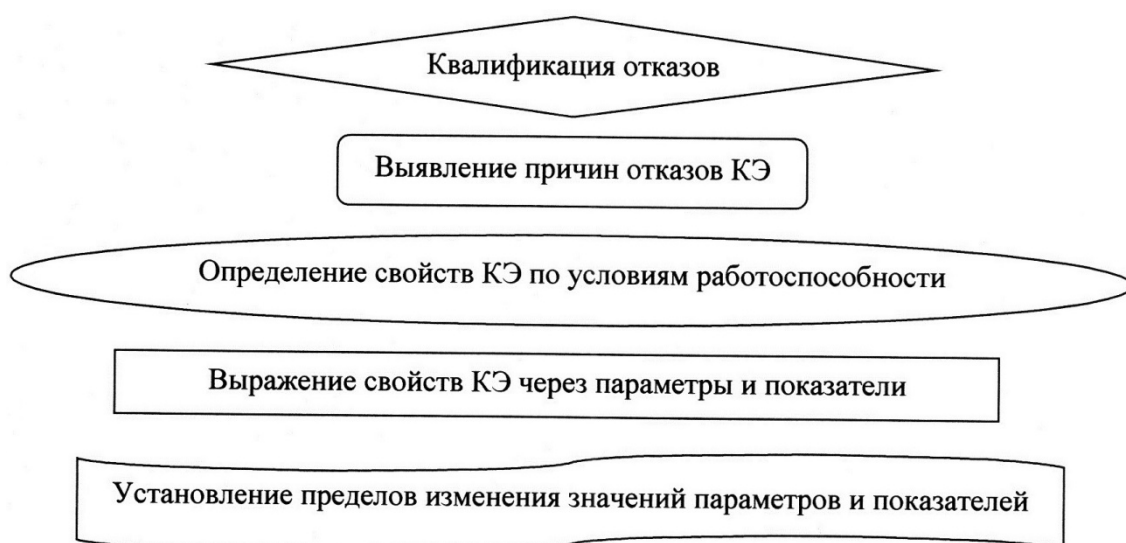 Квалификация отказов
Выявление причин отказов КЭ
Определение свойств КЭ по условиям работоспособности
Выражение свойств КЭ через параметры и показатели
Установление пределов изменения значений параметров и показателей